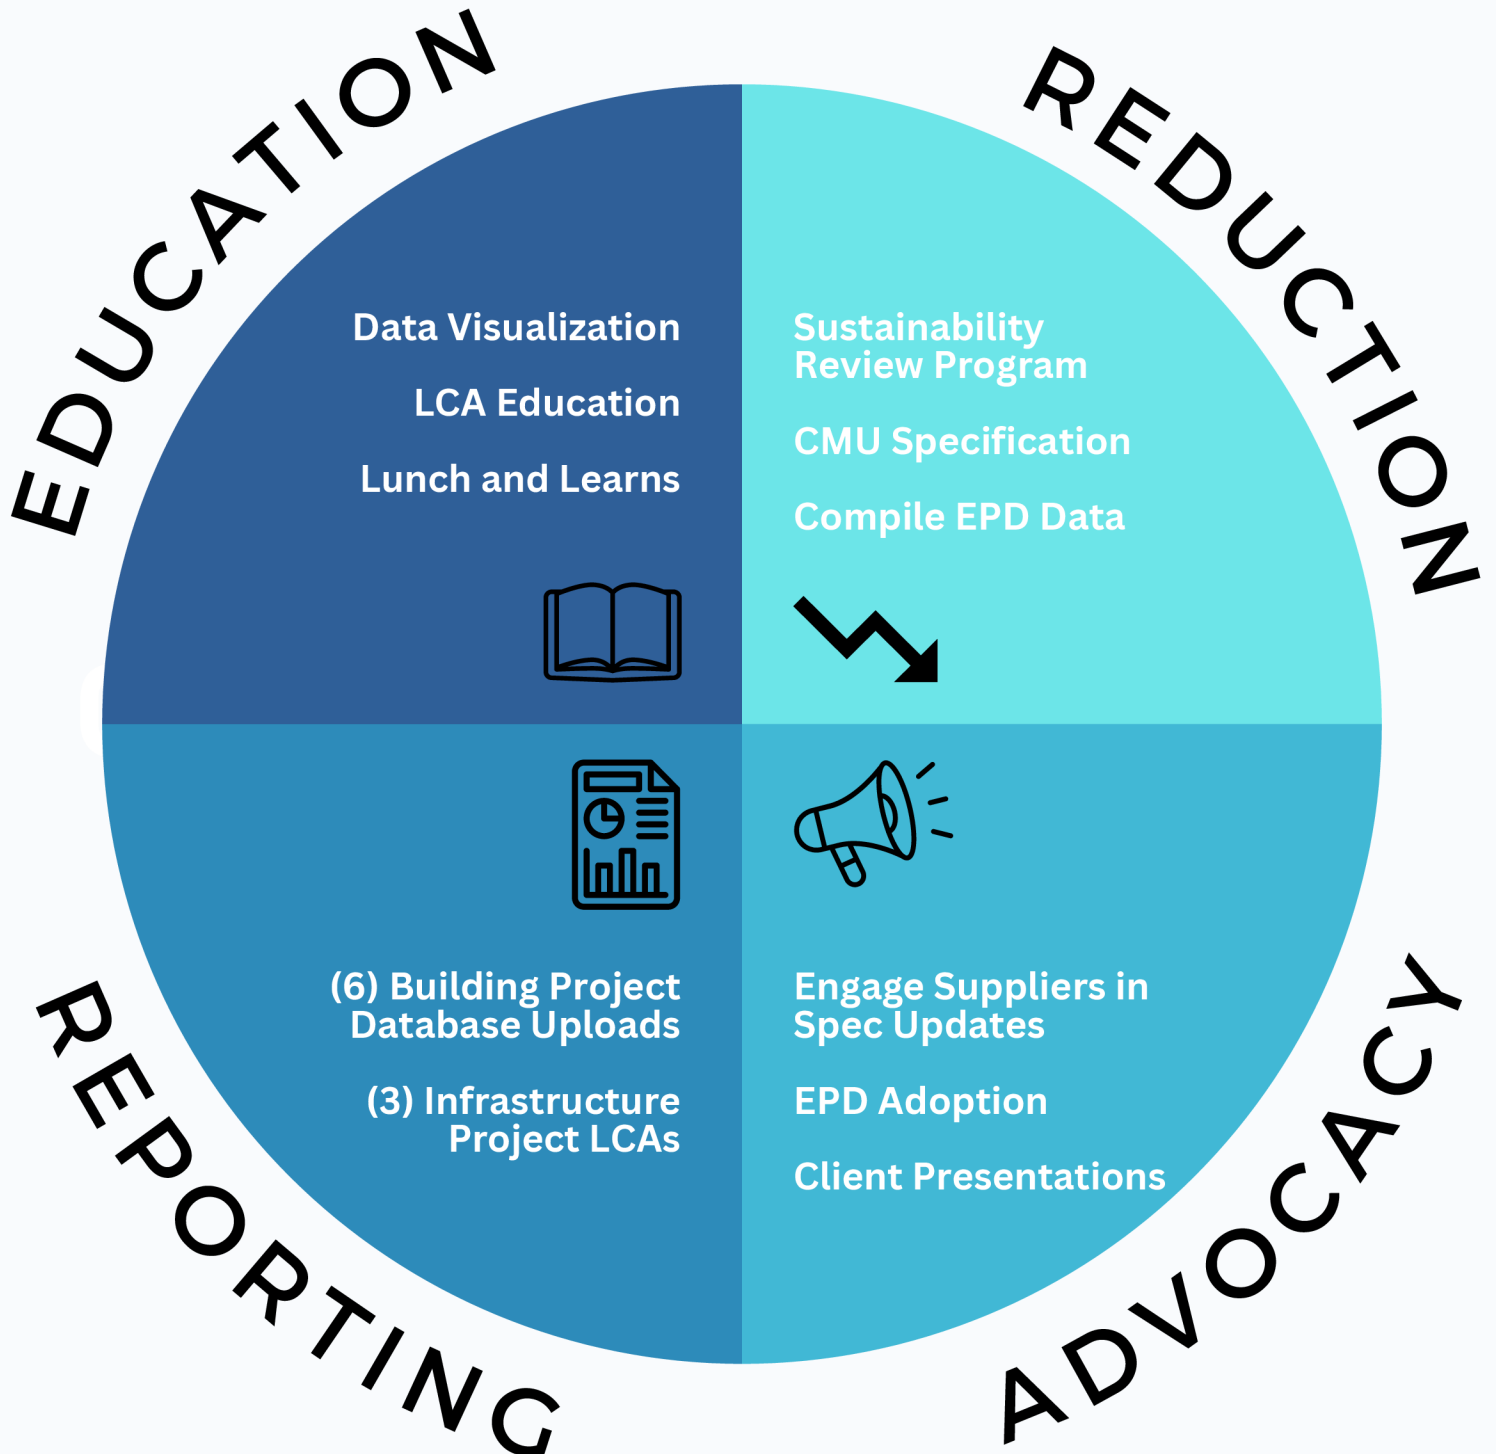 EDUCATION
Data Visualization
LCA Education
Lunch and Learns
REDUCTION
Sustainability
Review Program
CMU Specification
Compile EPD Data
REPORTING
(6) Building Project
Database Uploads
(3) Infrastructure
Project LCAs
ADVOCACY
Engage Suppliers in
Spec Updates
EPD Adoption
Client Presentations